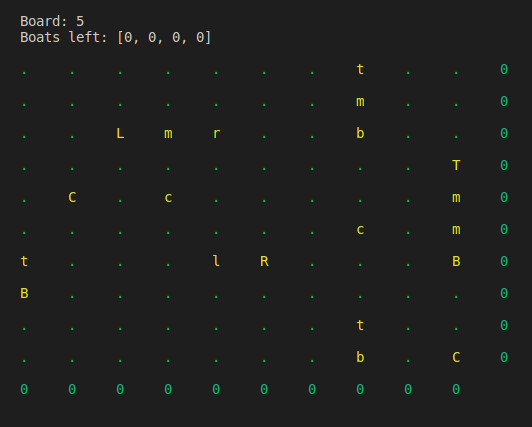 Board: 5
Boats left: [0, 0, 0, 0]
. . . . . . . t . . 0
. . . . . . . m . . 0
. . L m r . . b . . 0
. . . . . . . . . T 0
. C . c . . . . . m 0
. . . . . . . c . m 0
t . . . l R . . . B 0
B . . . . . . . . . 0
. . . . . . . t . . 0
. . . . . . . b . C 0
0 0 0 0 0 0 0 0 0 0